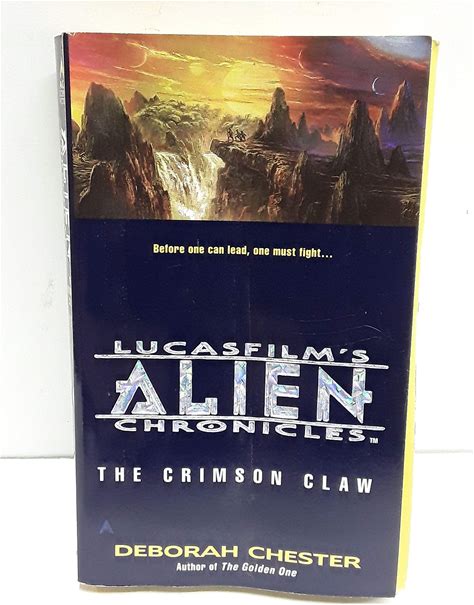 Before one can lead, one must fight...
LUCASFILM'S
ALIEN
CHRONICLES™
THE CRIMSON CLAW
DEBORAH CHESTER
Author of The Golden One